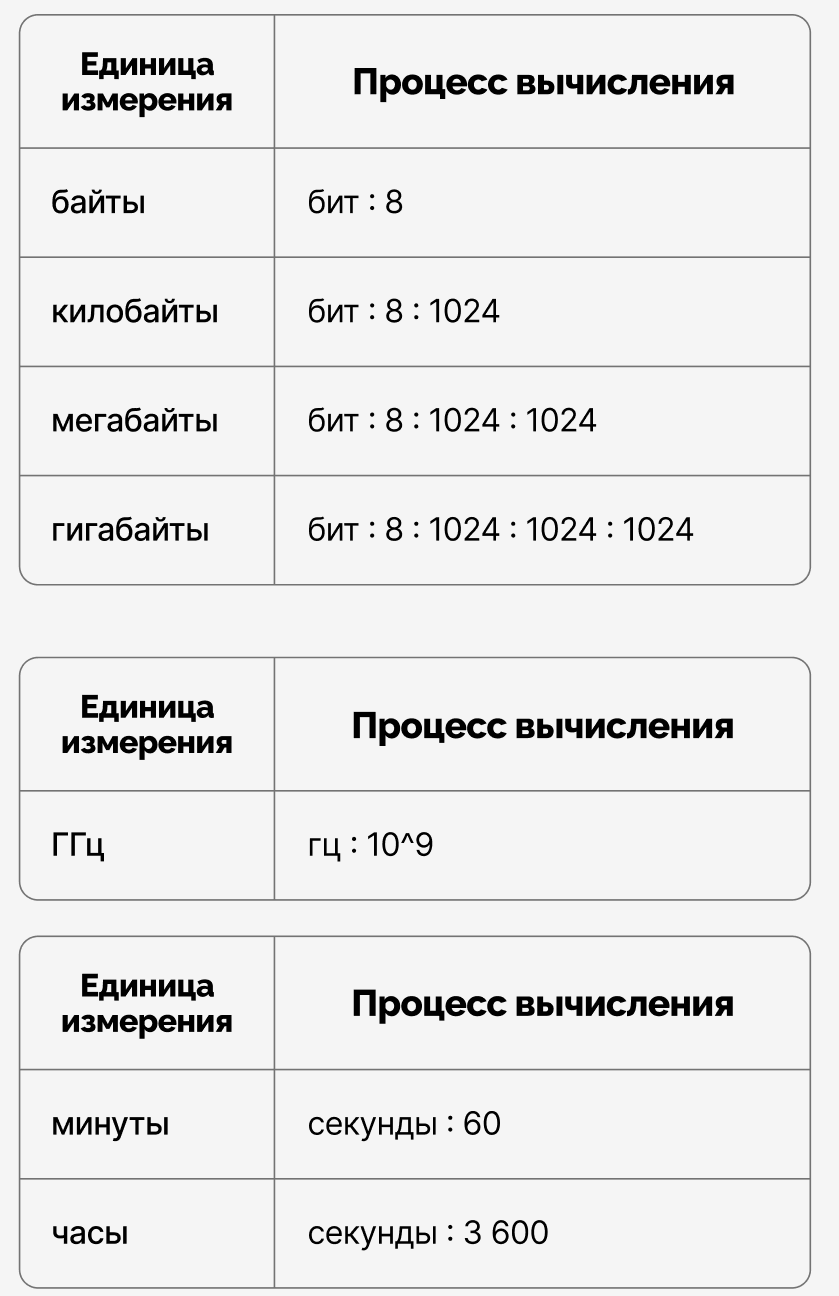 Единица
измерения
Процесс вычисления
байты
бит : 8
килобайты
бит : 8 : 1024
мегабайты
бит : 8 : 1024 : 1024
гигабайты
бит : 8 : 1024 : 1024 : 1024
Единица
измерения
Процесс вычисления
ГГц
гц : 10^9
Единица
измерения
Процесс вычисления
минуты
секунды : 60
часы
секунды : 3 600